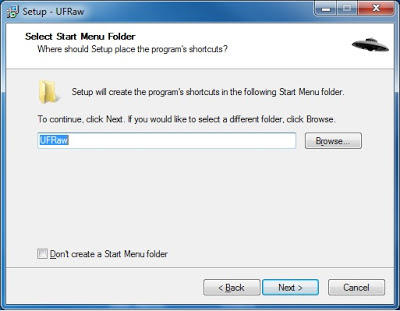 Setup - UFRaw
Select Start Menu Folder
Where should Setup place the program's shortcuts?
Setup will create the program's shortcuts in the following Start Menu folder.
To continue, click Next. If you would like to select a different folder, click Browse.
UFRaw
Browse...
Don't create a Start Menu folder
< Back
Next >
Cancel